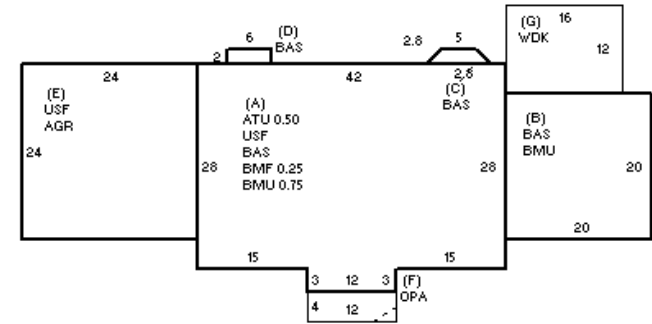 6
(D)
BAS
2
2.8
5
2.8
(G)
16
WDK
12
24
42
(E)
USF
AGR
24
(A)
ATU 0.50
USF
BAS
BMF 0.25
BMU 0.75
28
(C)
BAS
28
(B)
BAS
BMU
20
20
15
15
3
12
3
(F)
OPA
4
12